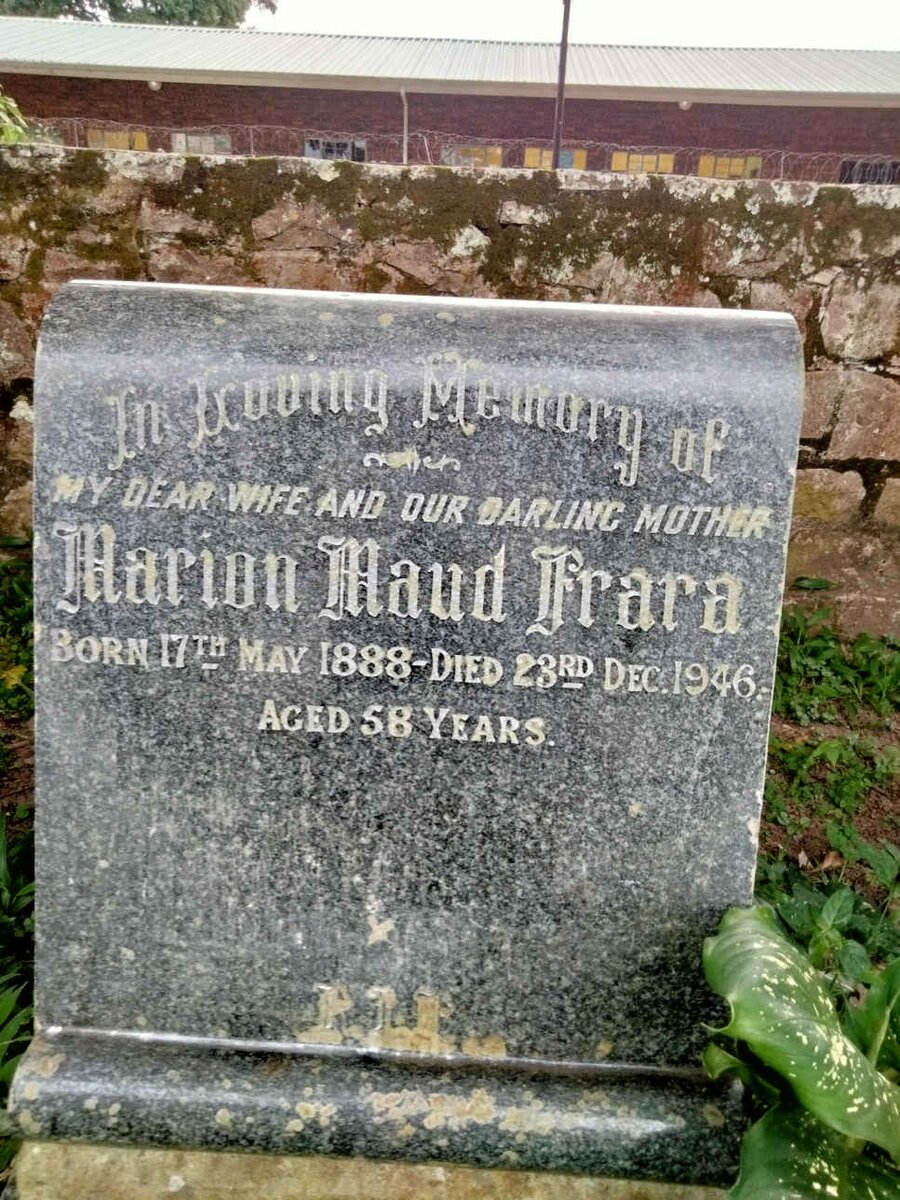 In Loving Memory of
MY DEAR WIFE AND OUR DARLING MOTHER
Marion Maud Frara
BORN 17TH MAY 1888-DIED 23RD DEC. 1946.-
AGED 58 YEARS.